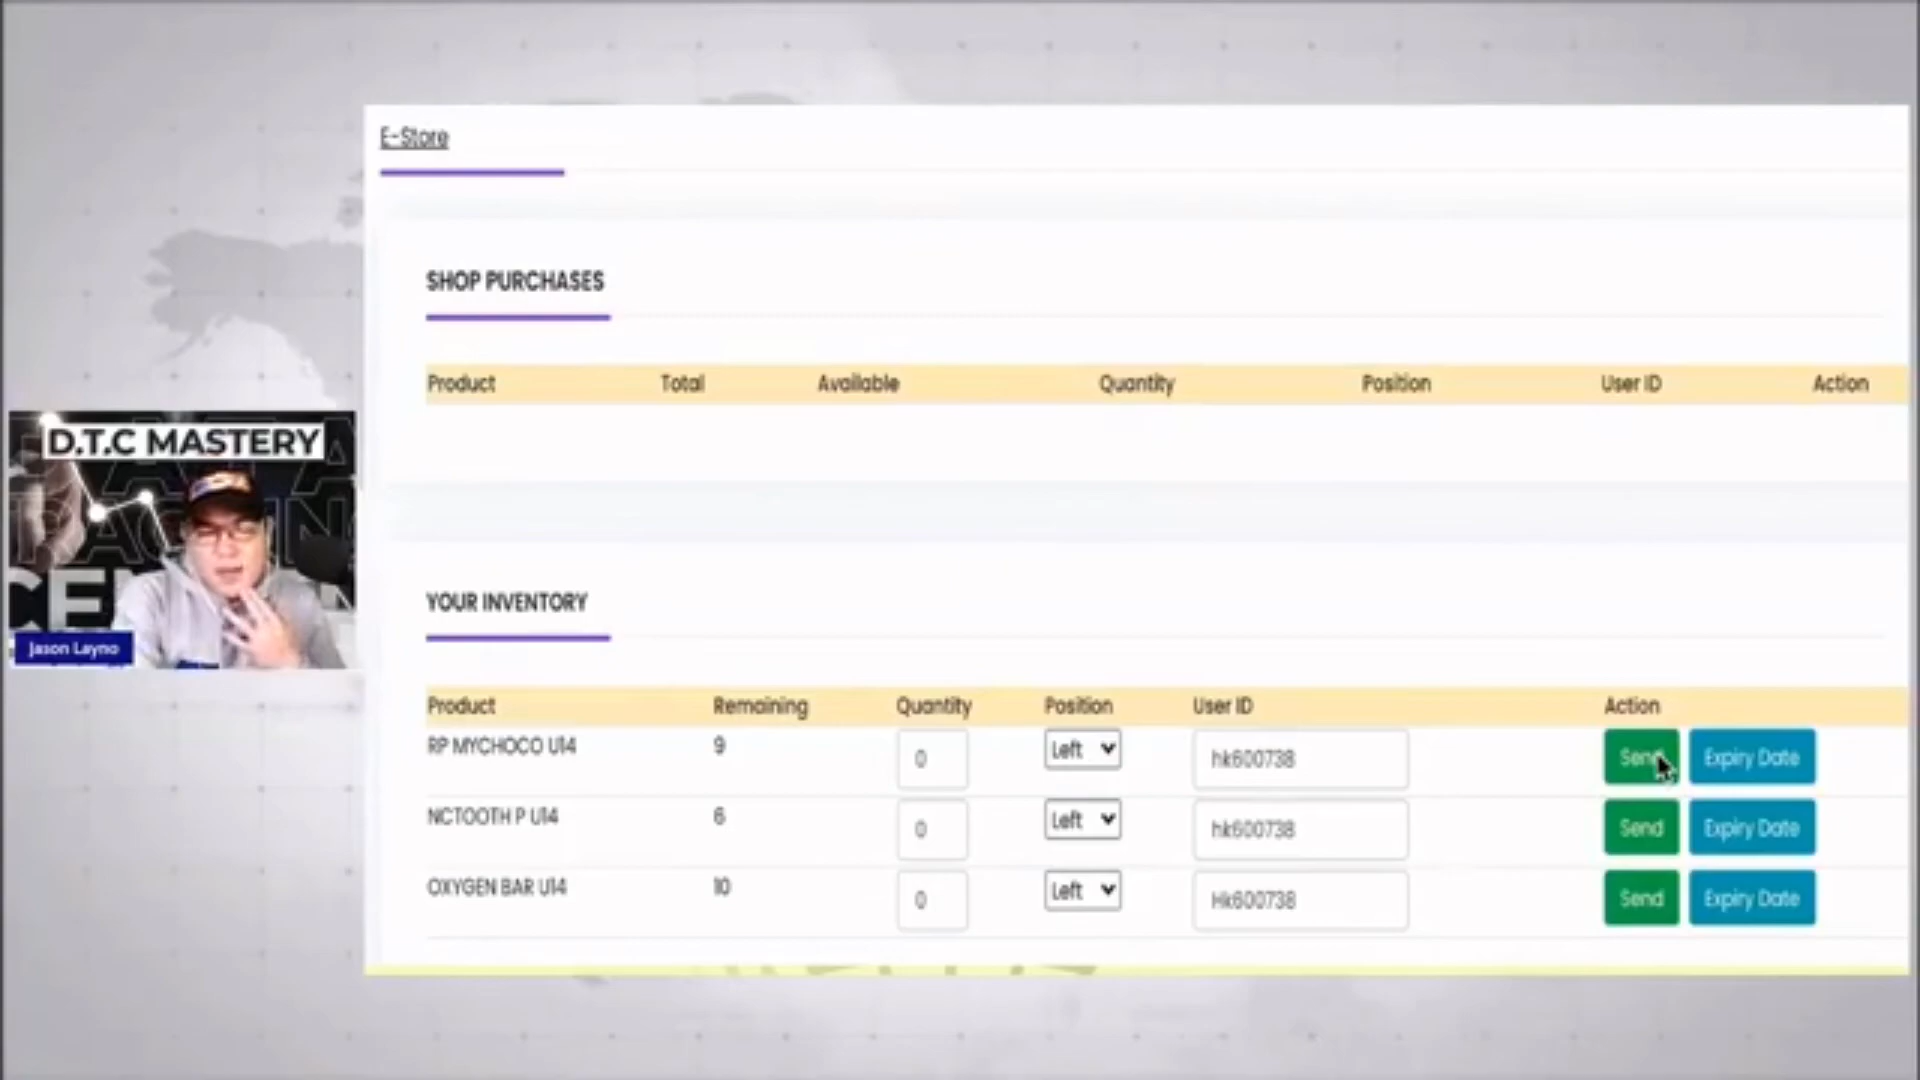 E-Store
SHOP PURCHASES
Product Total Available Quantity Position User ID Action
D.T.C MASTERY
Jason Layno
YOUR INVENTORY
Product Remaining Quantity Position User ID Action
RP MYCHOCO U14 9 0 Left hk600738 Send Expiry Date
NCTOOTH P U14 6 0 Left hk600738 Send Expiry Date
OXYGEN BAR U14 10 0 Left Hk600738 Send Expiry Date